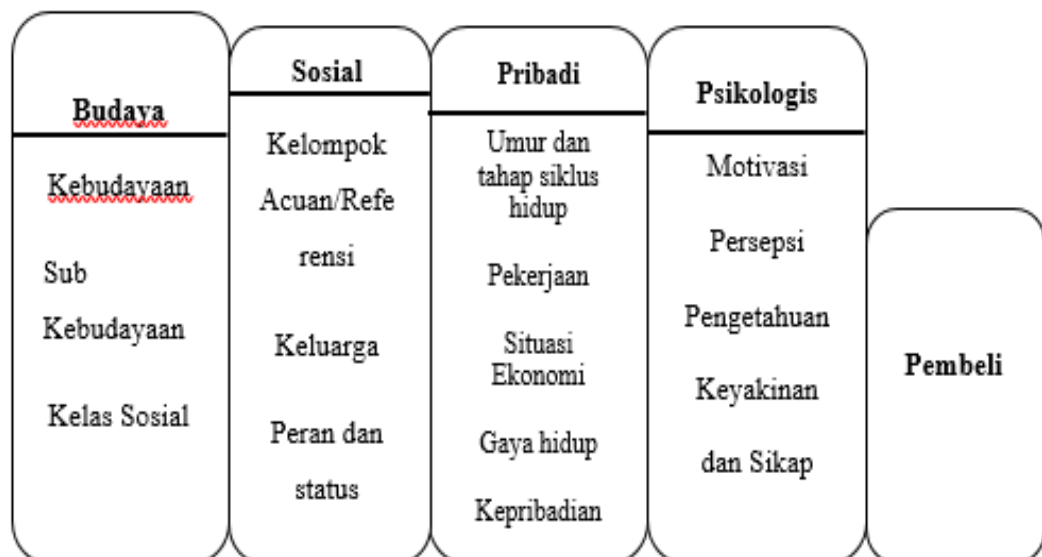 Budaya
Kebudayaan
Sub
Kebudayaan
Kelas Sosial
Sosial
Kelompok
Acuan/Refe
rensi
Keluarga
Peran dan
status
Pribadi
Umur dan
tahap siklus
hidup
Pekerjaan
Situasi
Ekonomi
Gaya hidup
Kepribadian
Psikologis
Motivasi
Persepsi
Pengetahuan
Keyakinan
dan Sikap
Pembeli